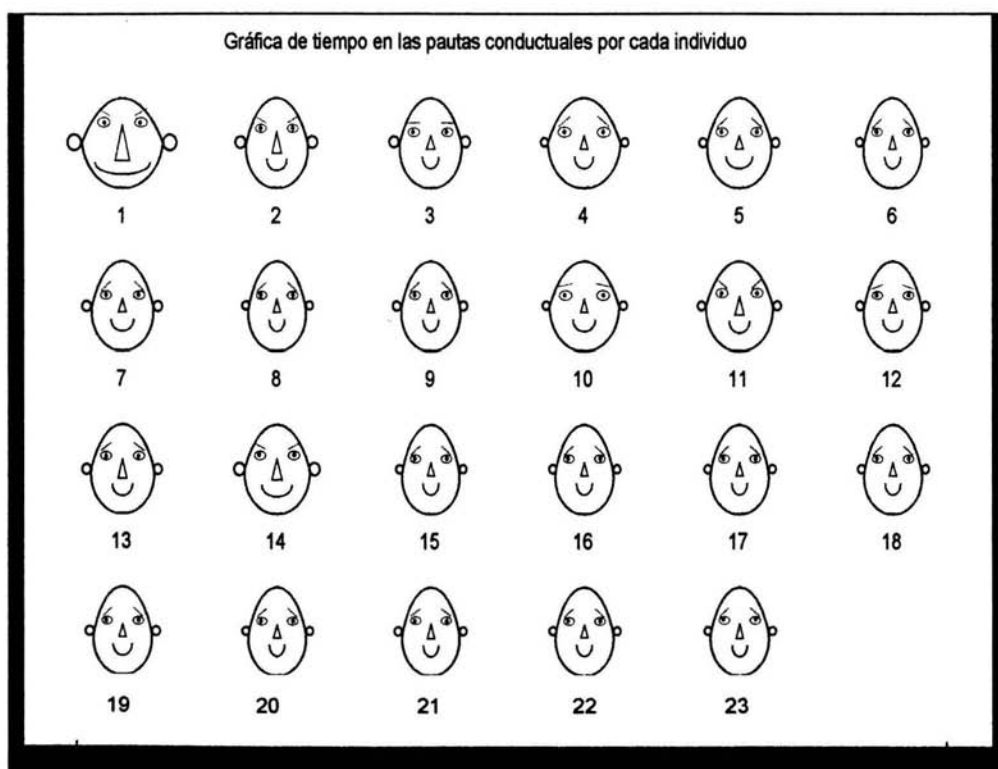 Gráfica de tiempo en las pautas conductuales por cada individuo
1 2 3 4 5 6
7 8 9 10 11 12
13 14 15 16 17 18
19 20 21 22 23